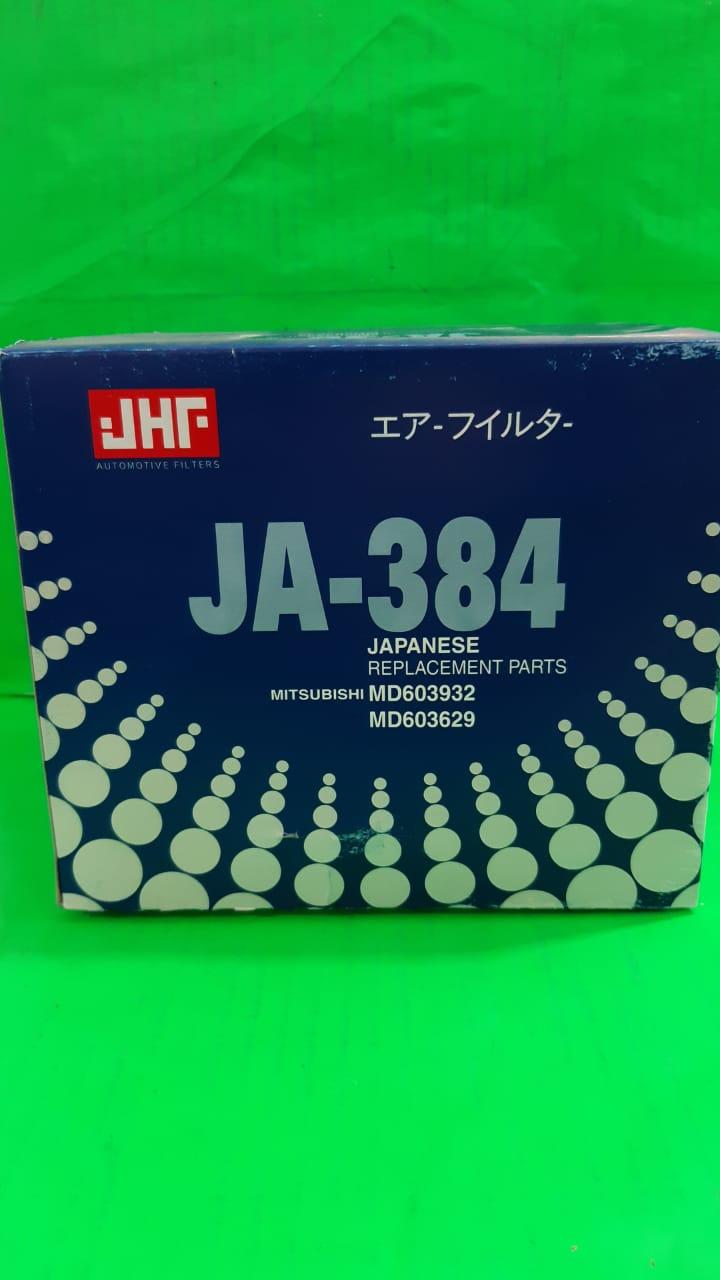 JHF
AUTOMOTIVE FILTERS
エア-フイルタ-
JA-384
JAPANESE
REPLACEMENT PARTS
MITSUBISHI MD603932
MD603629